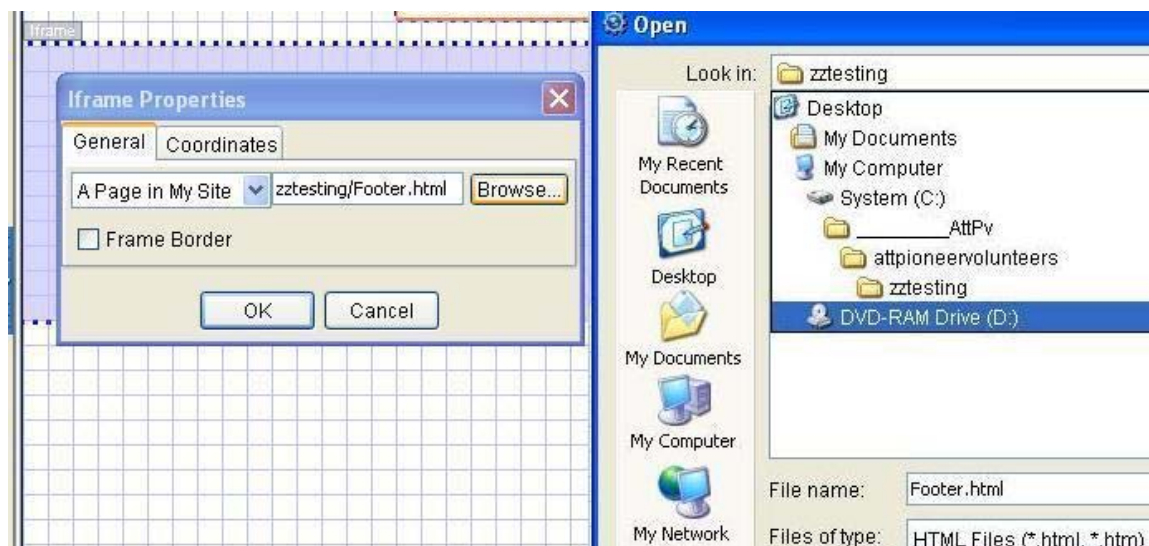 Iframe
Iframe Properties
General Coordinates
A Page in My Site zztesting/Footer.html Browse...
Frame Border
OK Cancel
Open
Look in: zztesting
Desktop
My Documents
My Computer
System (C:)
_________AttPv
attpioneervolunteers
zztesting
DVD-RAM Drive (D:)
My Recent
Documents
Desktop
My Documents
My Computer
My Network
File name: Footer.html
Files of type: HTML Files (*.html, *.htm)